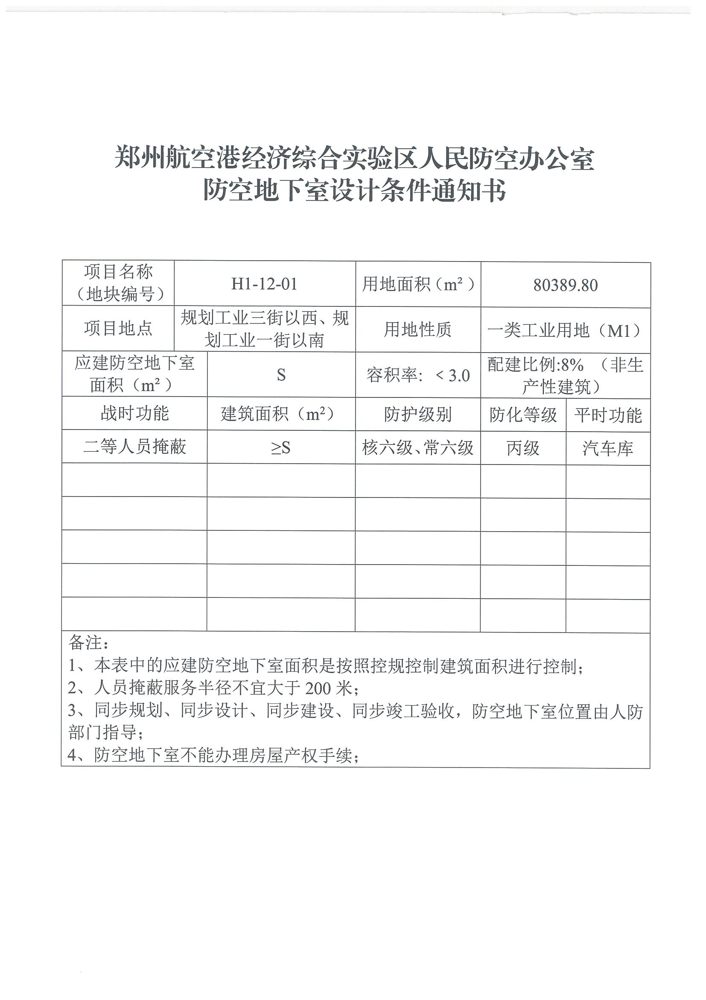 郑州航空港经济综合实验区人民防空办公室
防空地下室设计条件通知书
项目名称
（地块编号）
H1-12-01
用地面积（m²）
80389.80
项目地点
规划工业三街以西、规
划工业一街以南
用地性质
一类工业用地（M1）
应建防空地下室
面积（m²）
S
容积率：﹤3.0
配建比例:8% （非生
产性建筑）
战时功能
建筑面积（m²）
防护级别
防化等级
平时功能
二等人员掩蔽
≥S
核六级、常六级
丙级
汽车库
备注：
1、本表中的应建防空地下室面积是按照控规控制建筑面积进行控制；
2、人员掩蔽服务半径不宜大于 200 米；
3、同步规划、同步设计、同步建设、同步竣工验收，防空地下室位置由人防
部门指导；
4、防空地下室不能办理房屋产权手续；